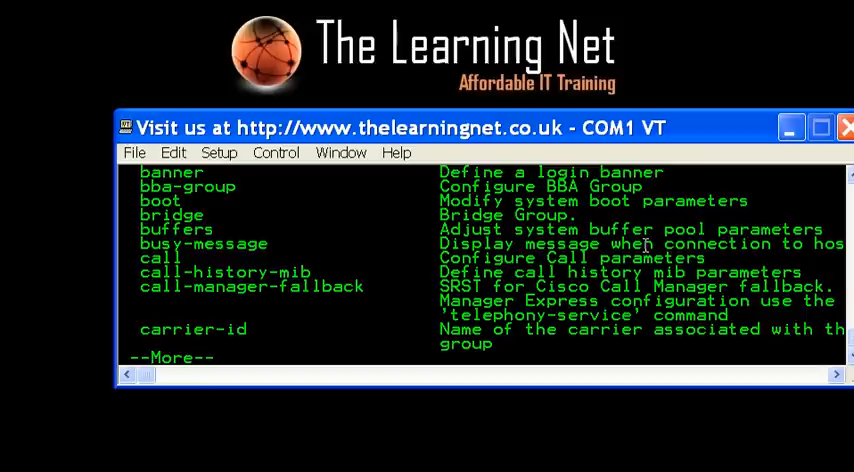 The Learning Net
Affordable IT Training
Visit us at http://www.thelearningnet.co.uk - COM1 VT
File Edit Setup Control Window Help
banner Define a login banner
bba-group Configure BBA Group
boot Modify system boot parameters
bridge Bridge Group.
buffers Adjust system buffer pool parameters
busy-message Display message when connection to hos
call Configure Call parameters
call-history-mib Define call history mib parameters
call-manager-fallback SRST for Cisco Call Manager fallback.
Manager Express configuration use the
'telephony-service' command
carrier-id Name of the carrier associated with th
group
--More--